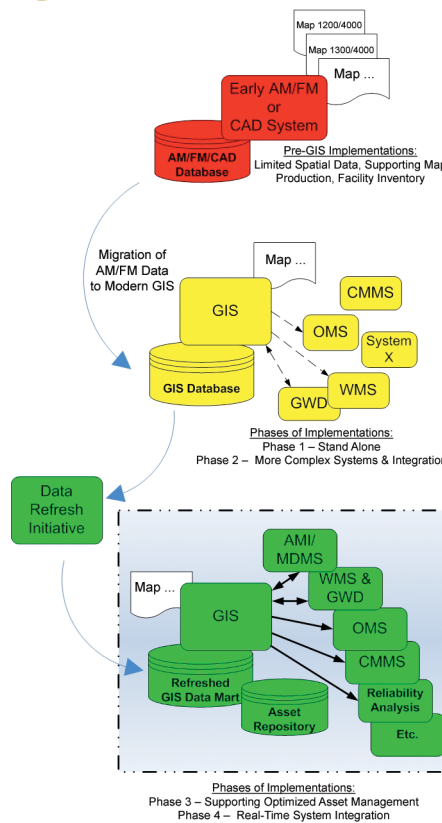 Map 1200/4000
Map 1300/4000
Map ...
Early AM/FM
or
CAD System
AM/FM/CAD
Database
Pre-GIS Implementations:
Limited Spatial Data, Supporting Map
Production, Facility Inventory
Migration of
AM/FM Data
to Modern GIS
Map ...
GIS
CMMS
OMS
System
X
GIS Database
WMS
GWD
Phases of Implementations:
Phase 1 – Stand Alone
Phase 2 – More Complex Systems & Integration
Data
Refresh
Initiative
AMI/
MDMS
Map ...
WMS &
GWD
GIS
OMS
CMMS
Refreshed
GIS Data Mart
Reliability
Analysis
Asset
Repository
Etc.
Phases of Implementations:
Phase 3 – Supporting Optimized Asset Management
Phase 4 – Real-Time System Integration